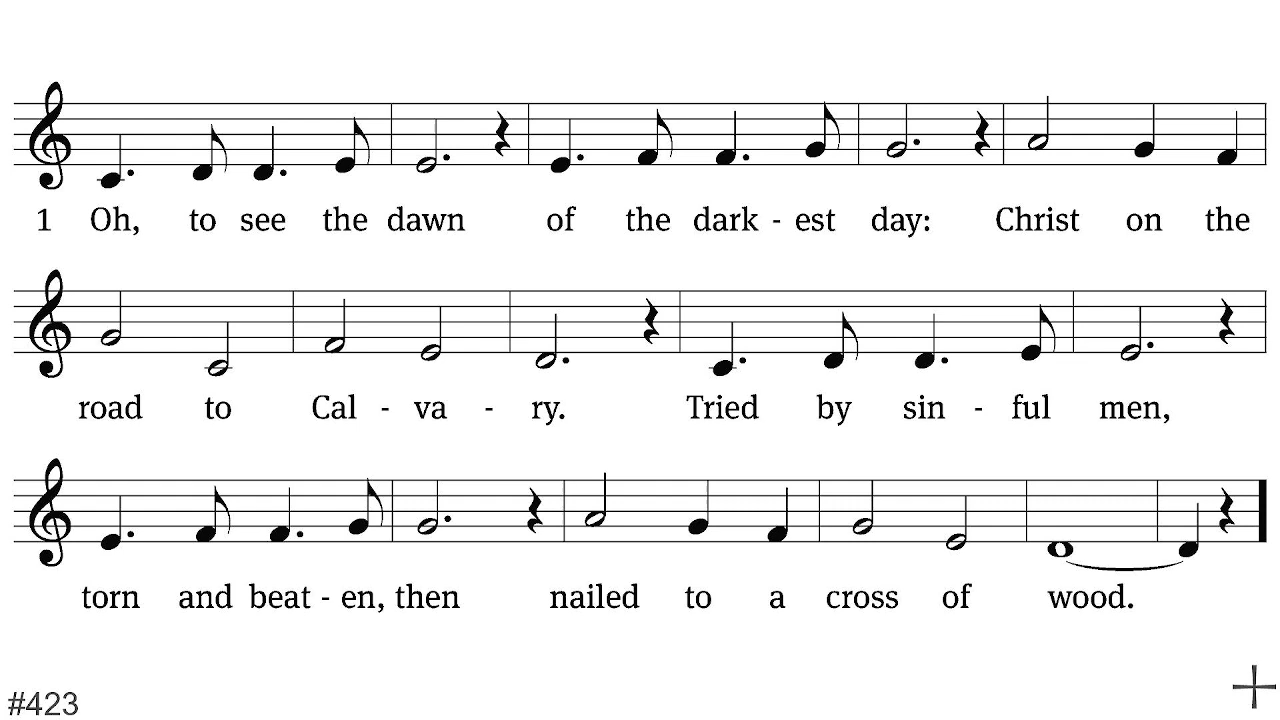 1 Oh, to see the dawn of the dark - est day: Christ on the
road to Cal - va - ry. Tried by sin - ful men,
torn and beat - en, then nailed to a cross of wood.
#423